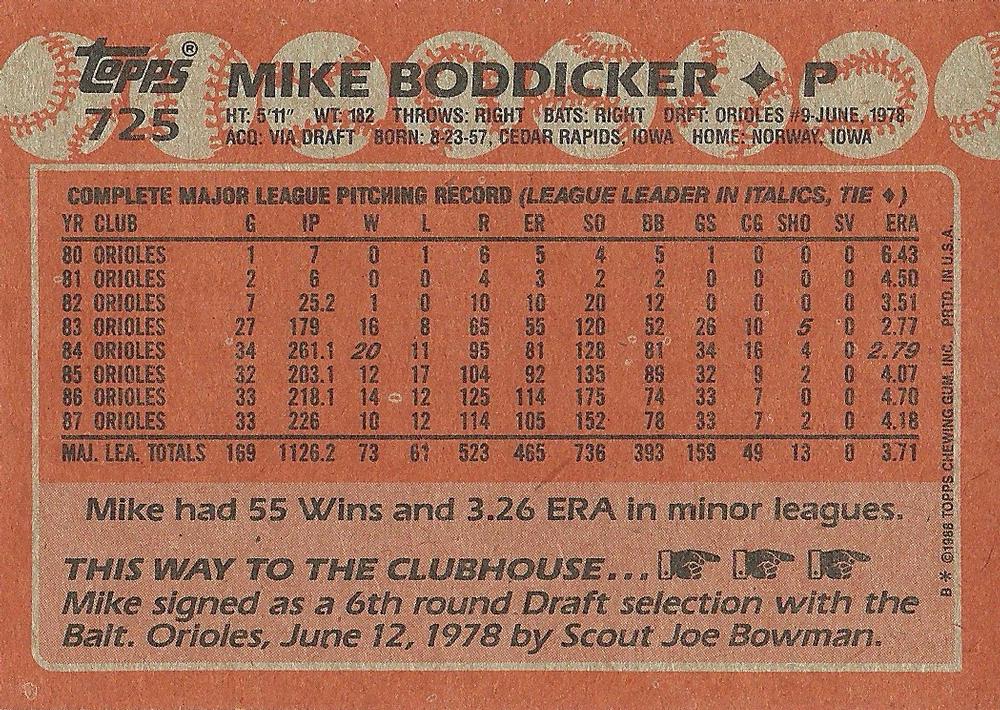 topps®
725
MIKE BODDICKER ✦ P
HT: 5'11" WT: 182 THROWS: RIGHT BATS: RIGHT DRFT: ORIOLES #9-JUNE, 1978
ACQ: VIA DRAFT BORN: 8-23-57, CEDAR RAPIDS, IOWA HOME: NORWAY, IOWA
COMPLETE MAJOR LEAGUE PITCHING RECORD (LEAGUE LEADER IN ITALICS, TIE ♦)
YR CLUB G IP W L R ER SO BB GS CG SHO SV ERA
80 ORIOLES 1 7 0 1 6 5 4 5 1 0 0 0 6.43
81 ORIOLES 2 6 0 0 4 3 2 2 0 0 0 0 4.50
82 ORIOLES 7 25.2 1 0 10 10 20 12 0 0 0 0 3.51
83 ORIOLES 27 179 16 8 65 55 120 52 26 10 5 0 2.77
84 ORIOLES 34 261.1 20 11 95 81 128 81 34 16 4 0 2.79
85 ORIOLES 32 203.1 12 17 104 92 135 89 32 9 2 0 4.07
86 ORIOLES 33 218.1 14 12 125 114 175 74 33 7 0 0 4.70
87 ORIOLES 33 226 10 12 114 105 152 78 33 7 2 0 4.18
MAJ. LEA. TOTALS 169 1126.2 73 61 523 465 736 393 159 49 13 0 3.71
Mike had 55 Wins and 3.26 ERA in minor leagues.
THIS WAY TO THE CLUBHOUSE...
Mike signed as a 6th round Draft selection with the
Balt. Orioles, June 12, 1978 by Scout Joe Bowman.
B* ©1988 TOPPS CHEWING GUM, INC. PRTD. IN U.S.A.